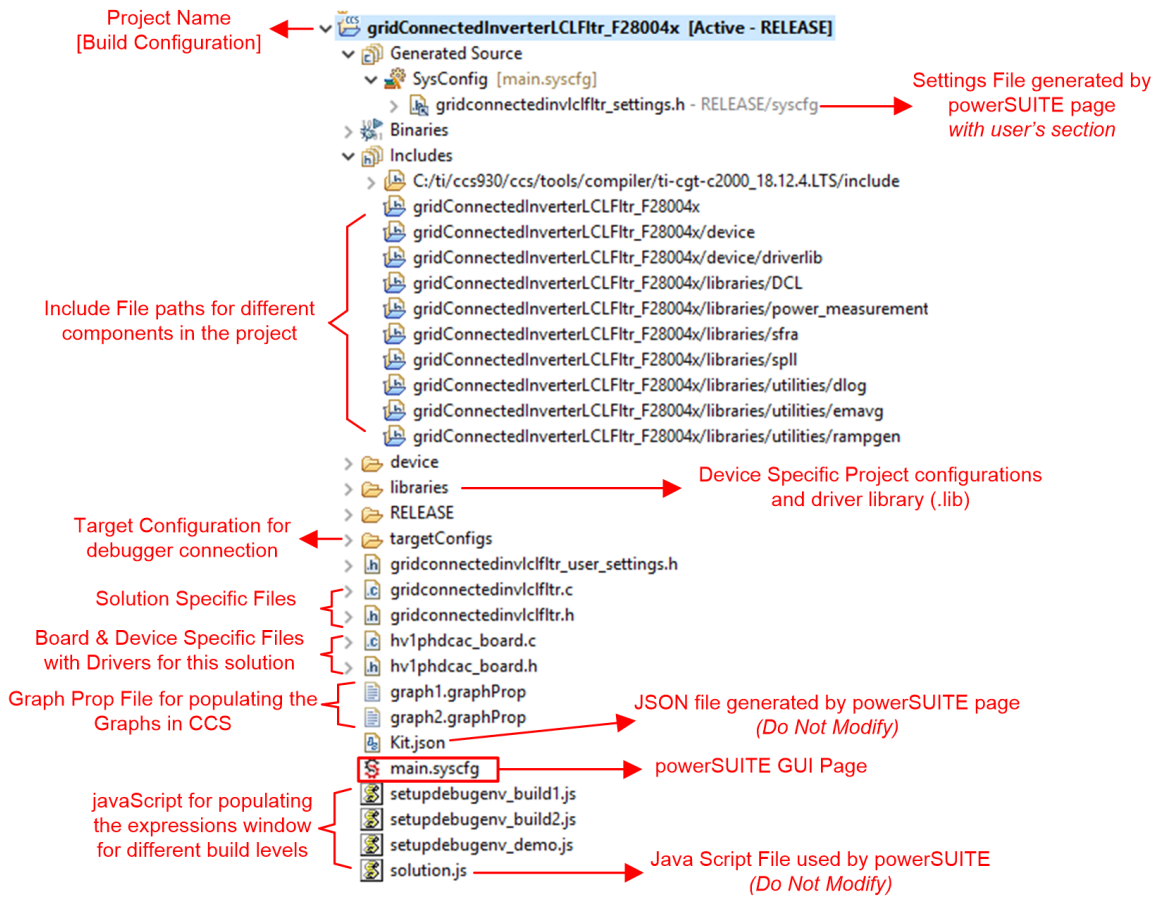 Project Name
[Build Configuration]
CCS
gridConnectedInverterLCLFltr_F28004x [Active - RELEASE]
Generated Source
SysConfig [main.syscfg]
gridconnectedinvlclfltr_settings.h - RELEASE/syscfg
Settings File generated by
powerSUITE page
with user's section
Binaries
Includes
C:/ti/ccs930/ccs/tools/compiler/ti-cgt-c2000_18.12.4.LTS/include
gridConnectedInverterLCLFltr_F28004x
gridConnectedInverterLCLFltr_F28004x/device
gridConnectedInverterLCLFltr_F28004x/device/driverlib
gridConnectedInverterLCLFltr_F28004x/libraries/DCL
gridConnectedInverterLCLFltr_F28004x/libraries/power_measurement
gridConnectedInverterLCLFltr_F28004x/libraries/sfra
gridConnectedInverterLCLFltr_F28004x/libraries/spll
gridConnectedInverterLCLFltr_F28004x/libraries/utilities/dlog
gridConnectedInverterLCLFltr_F28004x/libraries/utilities/emavg
gridConnectedInverterLCLFltr_F28004x/libraries/utilities/rampgen
Include File paths for different
components in the project
device
libraries
Device Specific Project configurations
and driver library (.lib)
RELEASE
Target Configuration for
debugger connection
targetConfigs
gridconnectedinvlclfltr_user_settings.h
Solution Specific Files
gridconnectedinvlclfltr.c
gridconnectedinvlclfltr.h
Board & Device Specific Files
with Drivers for this solution
hv1phdcac_board.c
hv1phdcac_board.h
Graph Prop File for populating the
Graphs in CCS
graph1.graphProp
graph2.graphProp
Kit.json
JSON file generated by powerSUITE page
(Do Not Modify)
main.syscfg
powerSUITE GUI Page
javaScript for populating
the expressions window
for different build levels
setupdebugenv_build1.js
setupdebugenv_build2.js
setupdebugenv_demo.js
solution.js
Java Script File used by powerSUITE
(Do Not Modify)